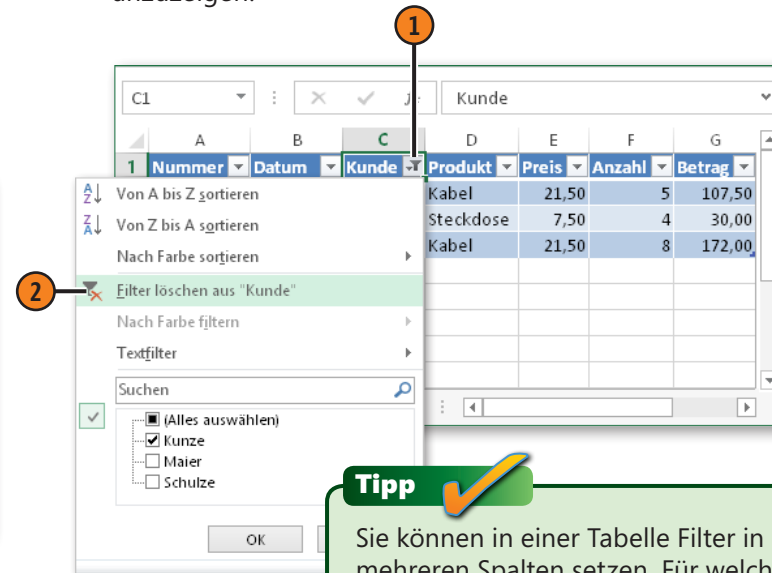 anzuzeigen.
1
C1 Kunde
A B C D E F G
1 Nummer Datum Kunde Produkt Preis Anzahl Betrag
Kabel 21,50 5 107,50
Steckdose 7,50 4 30,00
Kabel 21,50 8 172,00
Von A bis Z sortieren
Von Z bis A sortieren
Nach Farbe sortieren
2
Filter löschen aus "Kunde"
Nach Farbe filtern
Textfilter
Suchen
(Alles auswählen)
Kunze
Maier
Schulze
OK
Tipp
Sie können in einer Tabelle Filter in
mehreren Spalten setzen. Für welch